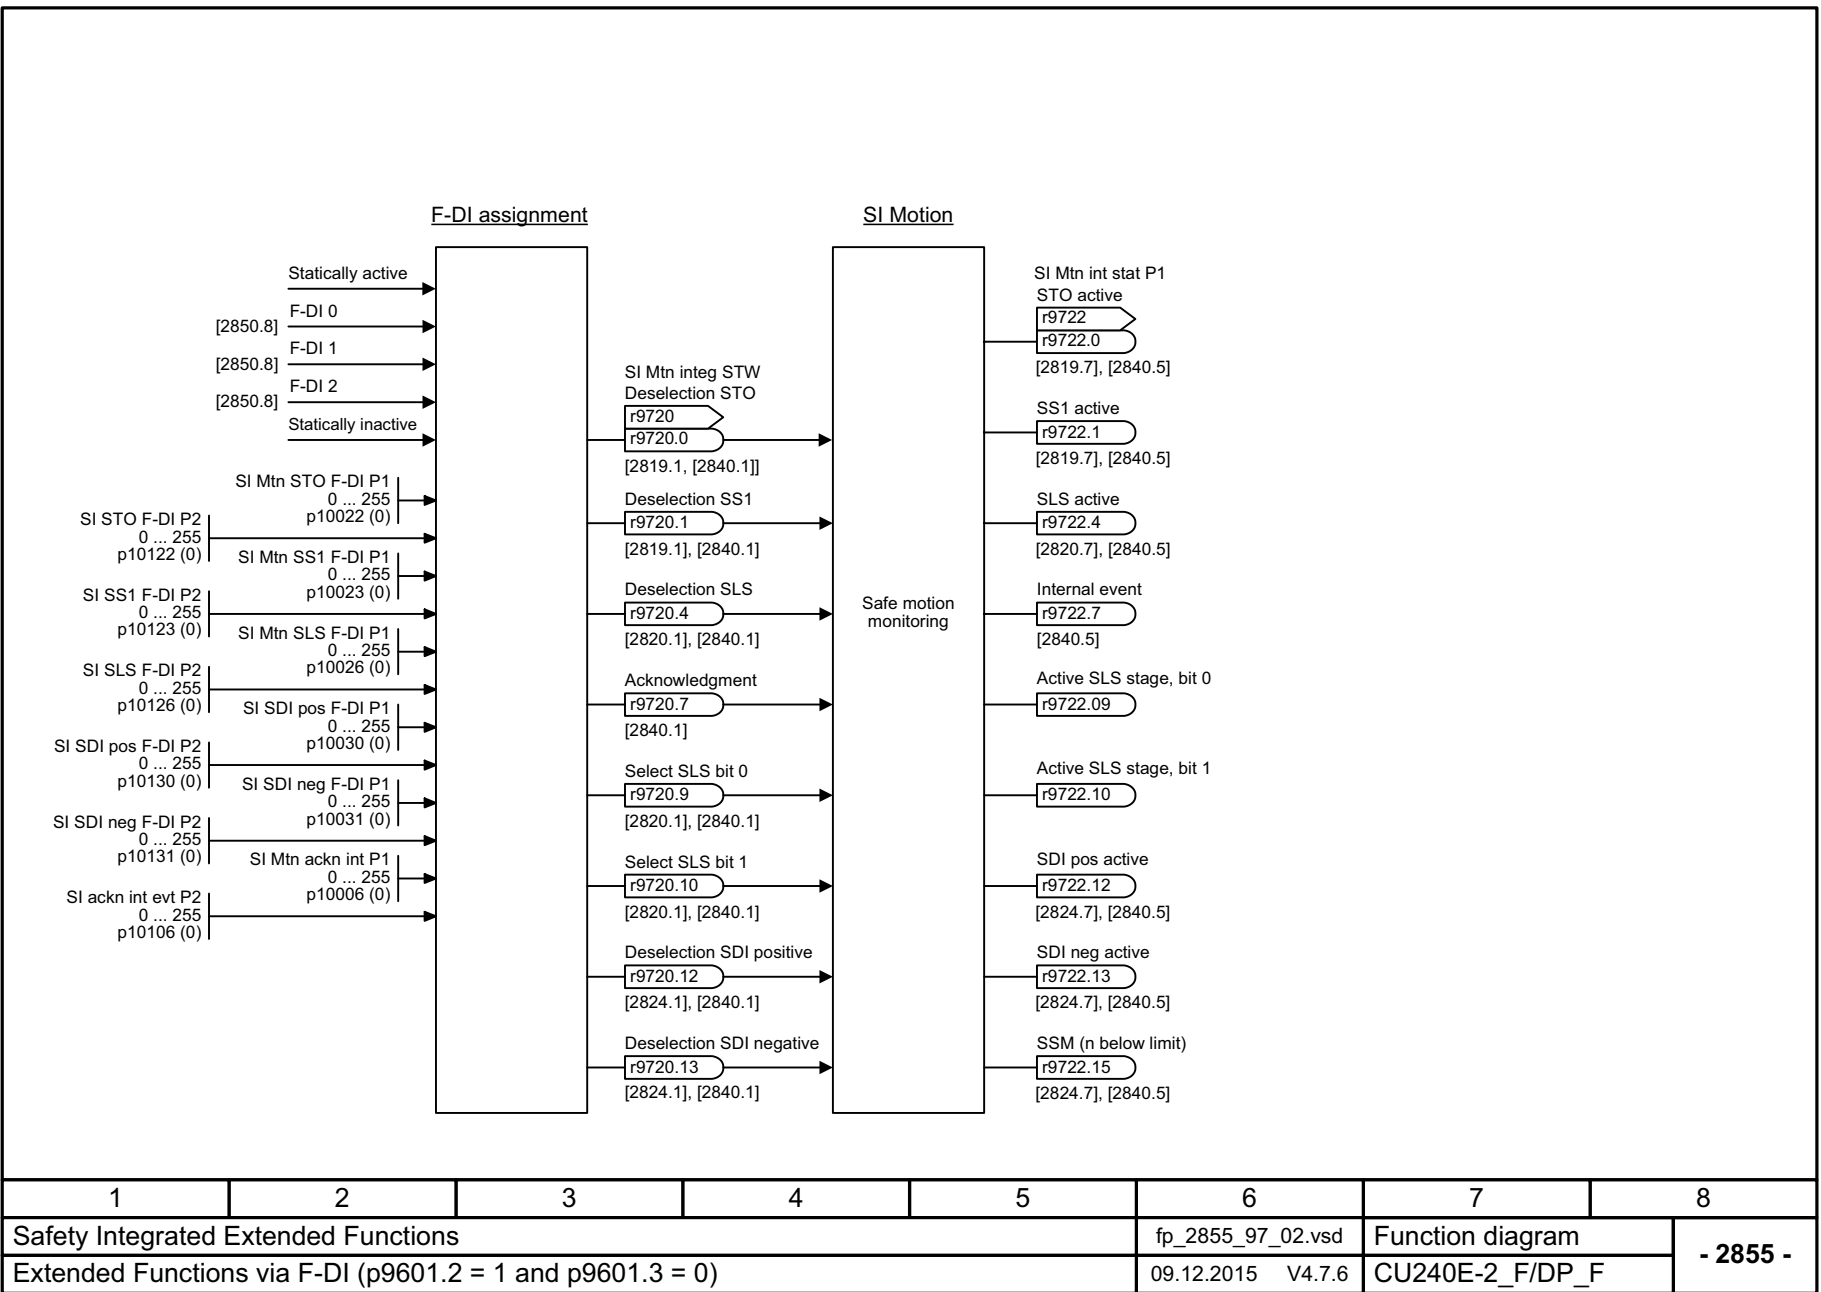 F-DI assignment
SI Motion
Statically active
F-DI 0
[2850.8]
F-DI 1
[2850.8]
F-DI 2
[2850.8]
Statically inactive
SI Mtn STO F-DI P1
0 ... 255
p10022 (0)
SI STO F-DI P2
0 ... 255
p10122 (0)
SI Mtn SS1 F-DI P1
0 ... 255
p10023 (0)
SI SS1 F-DI P2
0 ... 255
p10123 (0)
SI Mtn SLS F-DI P1
0 ... 255
p10026 (0)
SI SLS F-DI P2
0 ... 255
p10126 (0)
SI SDI pos F-DI P1
0 ... 255
p10030 (0)
SI SDI pos F-DI P2
0 ... 255
p10130 (0)
SI SDI neg F-DI P1
0 ... 255
p10031 (0)
SI SDI neg F-DI P2
0 ... 255
p10131 (0)
SI Mtn ackn int P1
0 ... 255
p10006 (0)
SI ackn int evt P2
0 ... 255
p10106 (0)
SI Mtn integ STW
Deselection STO
r9720
r9720.0
[2819.1, [2840.1]]
Deselection SS1
r9720.1
[2819.1], [2840.1]
Deselection SLS
r9720.4
[2820.1], [2840.1]
Acknowledgment
r9720.7
[2840.1]
Select SLS bit 0
r9720.9
[2820.1], [2840.1]
Select SLS bit 1
r9720.10
[2820.1], [2840.1]
Deselection SDI positive
r9720.12
[2824.1], [2840.1]
Deselection SDI negative
r9720.13
[2824.1], [2840.1]
Safe motion
monitoring
SI Mtn int stat P1
STO active
r9722
r9722.0
[2819.7], [2840.5]
SS1 active
r9722.1
[2819.7], [2840.5]
SLS active
r9722.4
[2820.7], [2840.5]
Internal event
r9722.7
[2840.5]
Active SLS stage, bit 0
r9722.09
Active SLS stage, bit 1
r9722.10
SDI pos active
r9722.12
[2824.7], [2840.5]
SDI neg active
r9722.13
[2824.7], [2840.5]
SSM (n below limit)
r9722.15
[2824.7], [2840.5]
1 2 3 4 5 6 7 8
Safety Integrated Extended Functions
fp_2855_97_02.vsd
Function diagram
- 2855 -
Extended Functions via F-DI (p9601.2 = 1 and p9601.3 = 0)
09.12.2015 V4.7.6
CU240E-2_F/DP_F